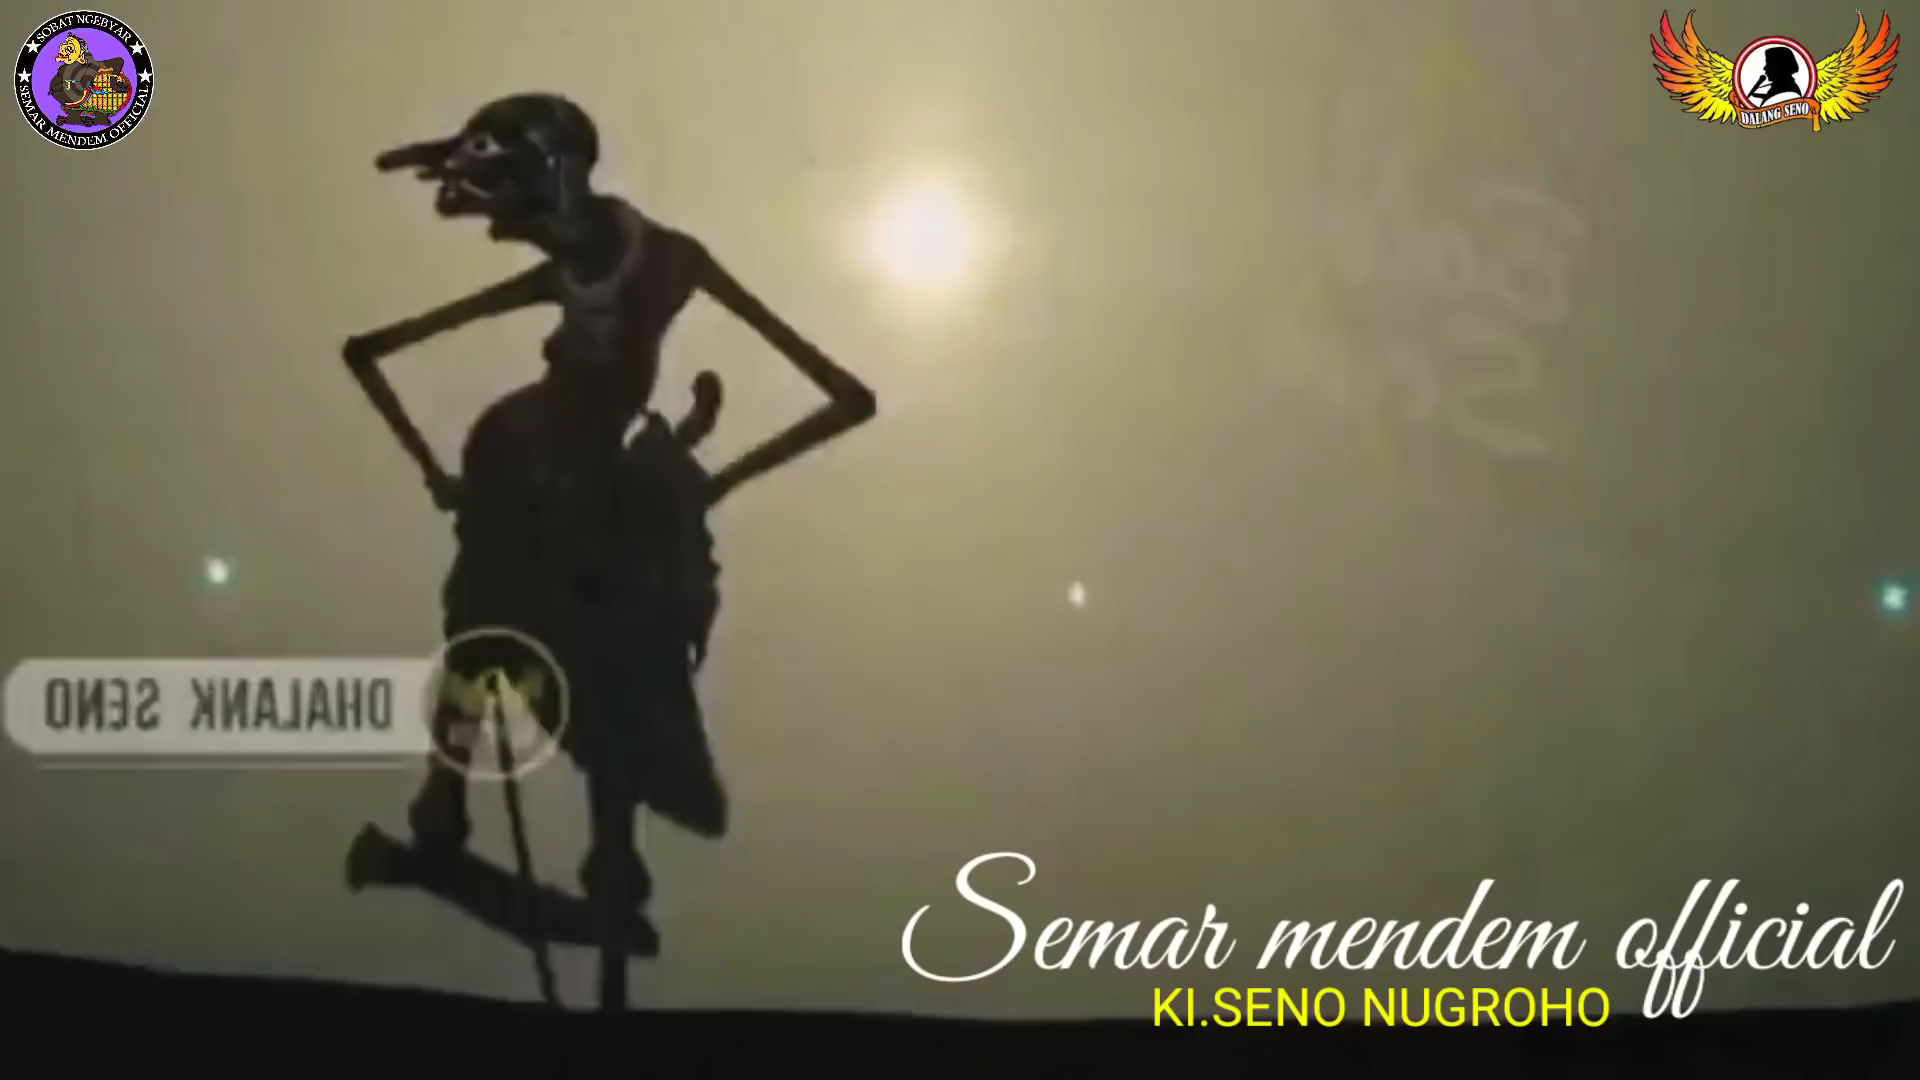 SOBAT NGEBYAR
SEMAR MENDEM OFFICIAL
DALANG SENO
DHALANK SENO
Semar mendem official
KI.SENO NUGROHO